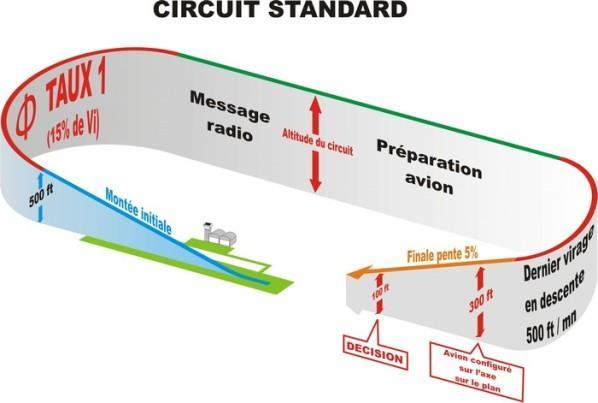 CIRCUIT STANDARD
Φ TAUX 1
(15% de Vi)
Message
radio
Altitude du circuit
Préparation
avion
500 ft
Montée initiale
Finale pente 5%
100 ft
300 ft
Dernier virage
en descente
500 ft / mn
DECISION
Avion configuré
sur l'axe
sur le plan